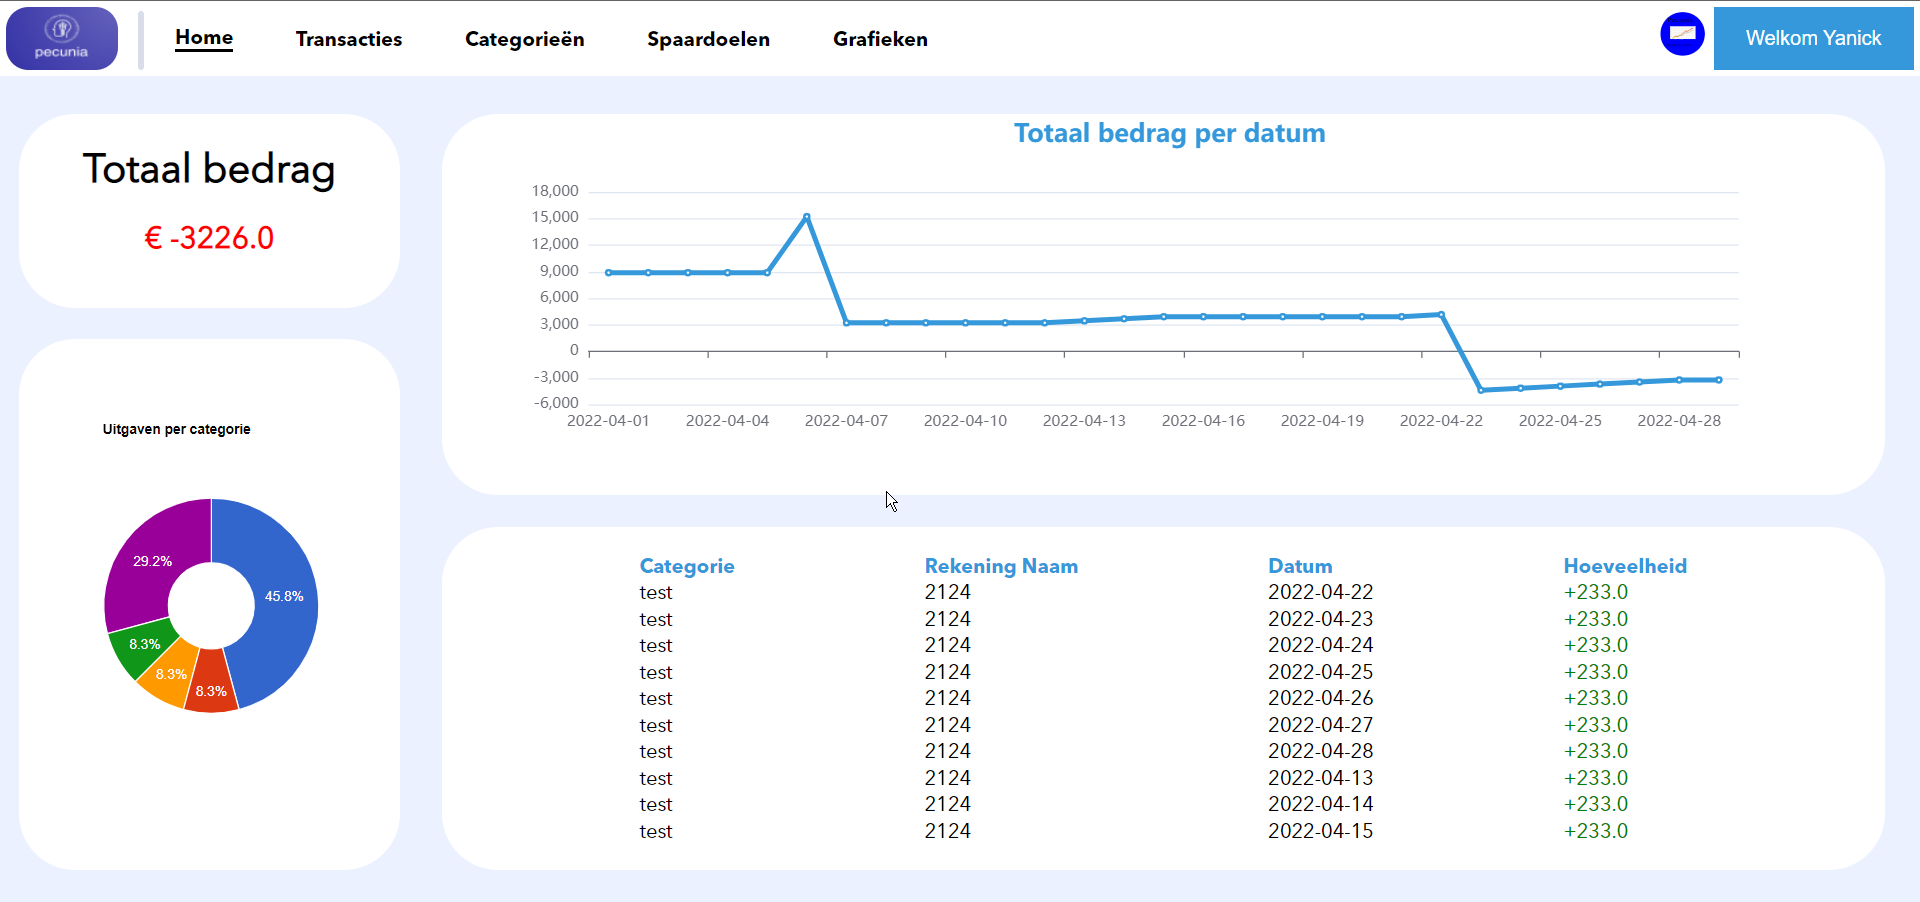 pecunia
Home Transacties Categorieën Spaardoelen Grafieken
Welkom Yanick
Totaal bedrag
€ -3226.0
Uitgaven per categorie
29.2%
45.8%
8.3%
8.3%
8.3%
Totaal bedrag per datum
18,000
15,000
12,000
9,000
6,000
3,000
0
-3,000
-6,000
2022-04-01 2022-04-04 2022-04-07 2022-04-10 2022-04-13 2022-04-16 2022-04-19 2022-04-22 2022-04-25 2022-04-28
Categorie Rekening Naam Datum Hoeveelheid
test 2124 2022-04-22 +233.0
test 2124 2022-04-23 +233.0
test 2124 2022-04-24 +233.0
test 2124 2022-04-25 +233.0
test 2124 2022-04-26 +233.0
test 2124 2022-04-27 +233.0
test 2124 2022-04-28 +233.0
test 2124 2022-04-13 +233.0
test 2124 2022-04-14 +233.0
test 2124 2022-04-15 +233.0